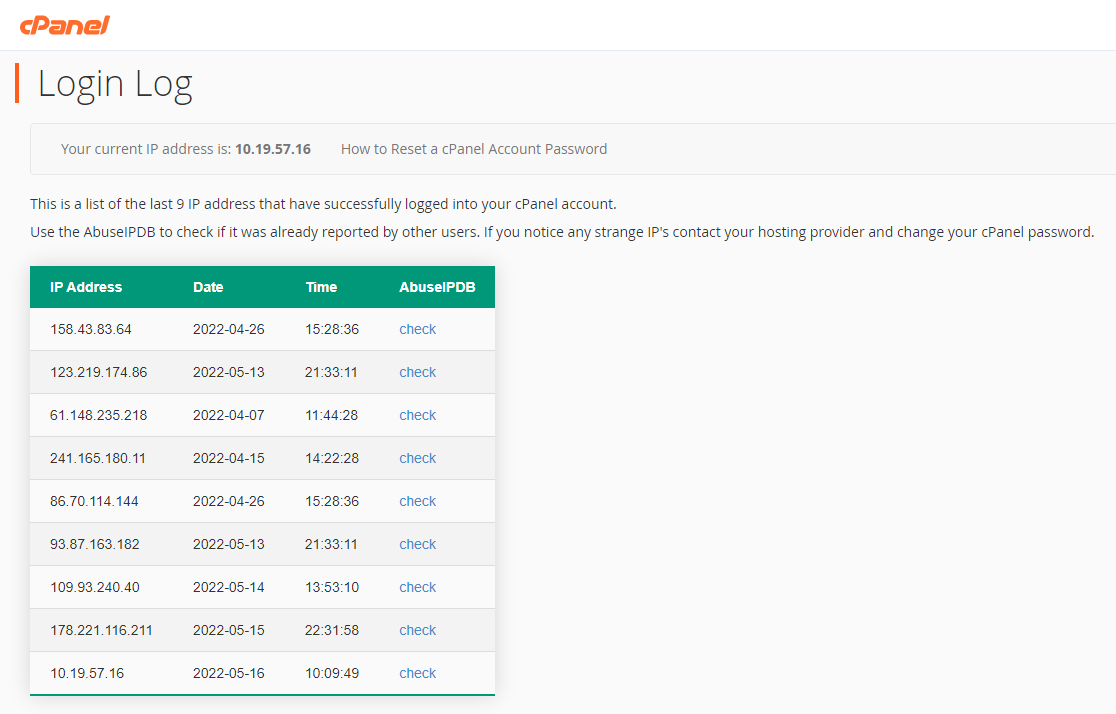 cPanel
Login Log
Your current IP address is: 10.19.57.16 How to Reset a cPanel Account Password
This is a list of the last 9 IP address that have successfully logged into your cPanel account.
Use the AbuseIPDB to check if it was already reported by other users. If you notice any strange IP's contact your hosting provider and change your cPanel password.
IP Address Date Time AbuseIPDB
158.43.83.64 2022-04-26 15:28:36 check
123.219.174.86 2022-05-13 21:33:11 check
61.148.235.218 2022-04-07 11:44:28 check
241.165.180.11 2022-04-15 14:22:28 check
86.70.114.144 2022-04-26 15:28:36 check
93.87.163.182 2022-05-13 21:33:11 check
109.93.240.40 2022-05-14 13:53:10 check
178.221.116.211 2022-05-15 22:31:58 check
10.19.57.16 2022-05-16 10:09:49 check